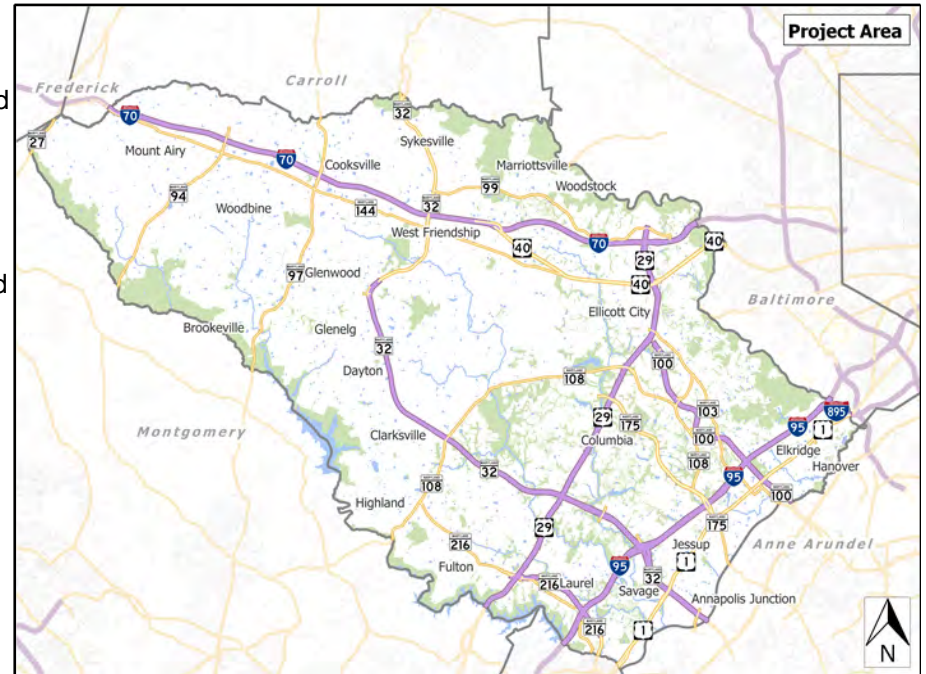 Project Area
Carroll
Frederick
d
70
32
27
Mount Airy
Sykesville
70
Cooksville
Marriottsville
94
99
Woodstock
Woodbine
144
32
West Friendship
40
70
40
29
97
Glenwood
40
d
Baltimore
Ellicott City
Brookeville
Glenelg
32
100
Dayton
108
895
29
175
103
95
1
Montgomery
Clarksville
Columbia
100
Elkridge
32
108
Hanover
95
108
100
Highland
175
29
216
Jessup
Anne Arundel
Fulton
95
1
216
Laurel
32
Savage
Annapolis Junction
216
1
N